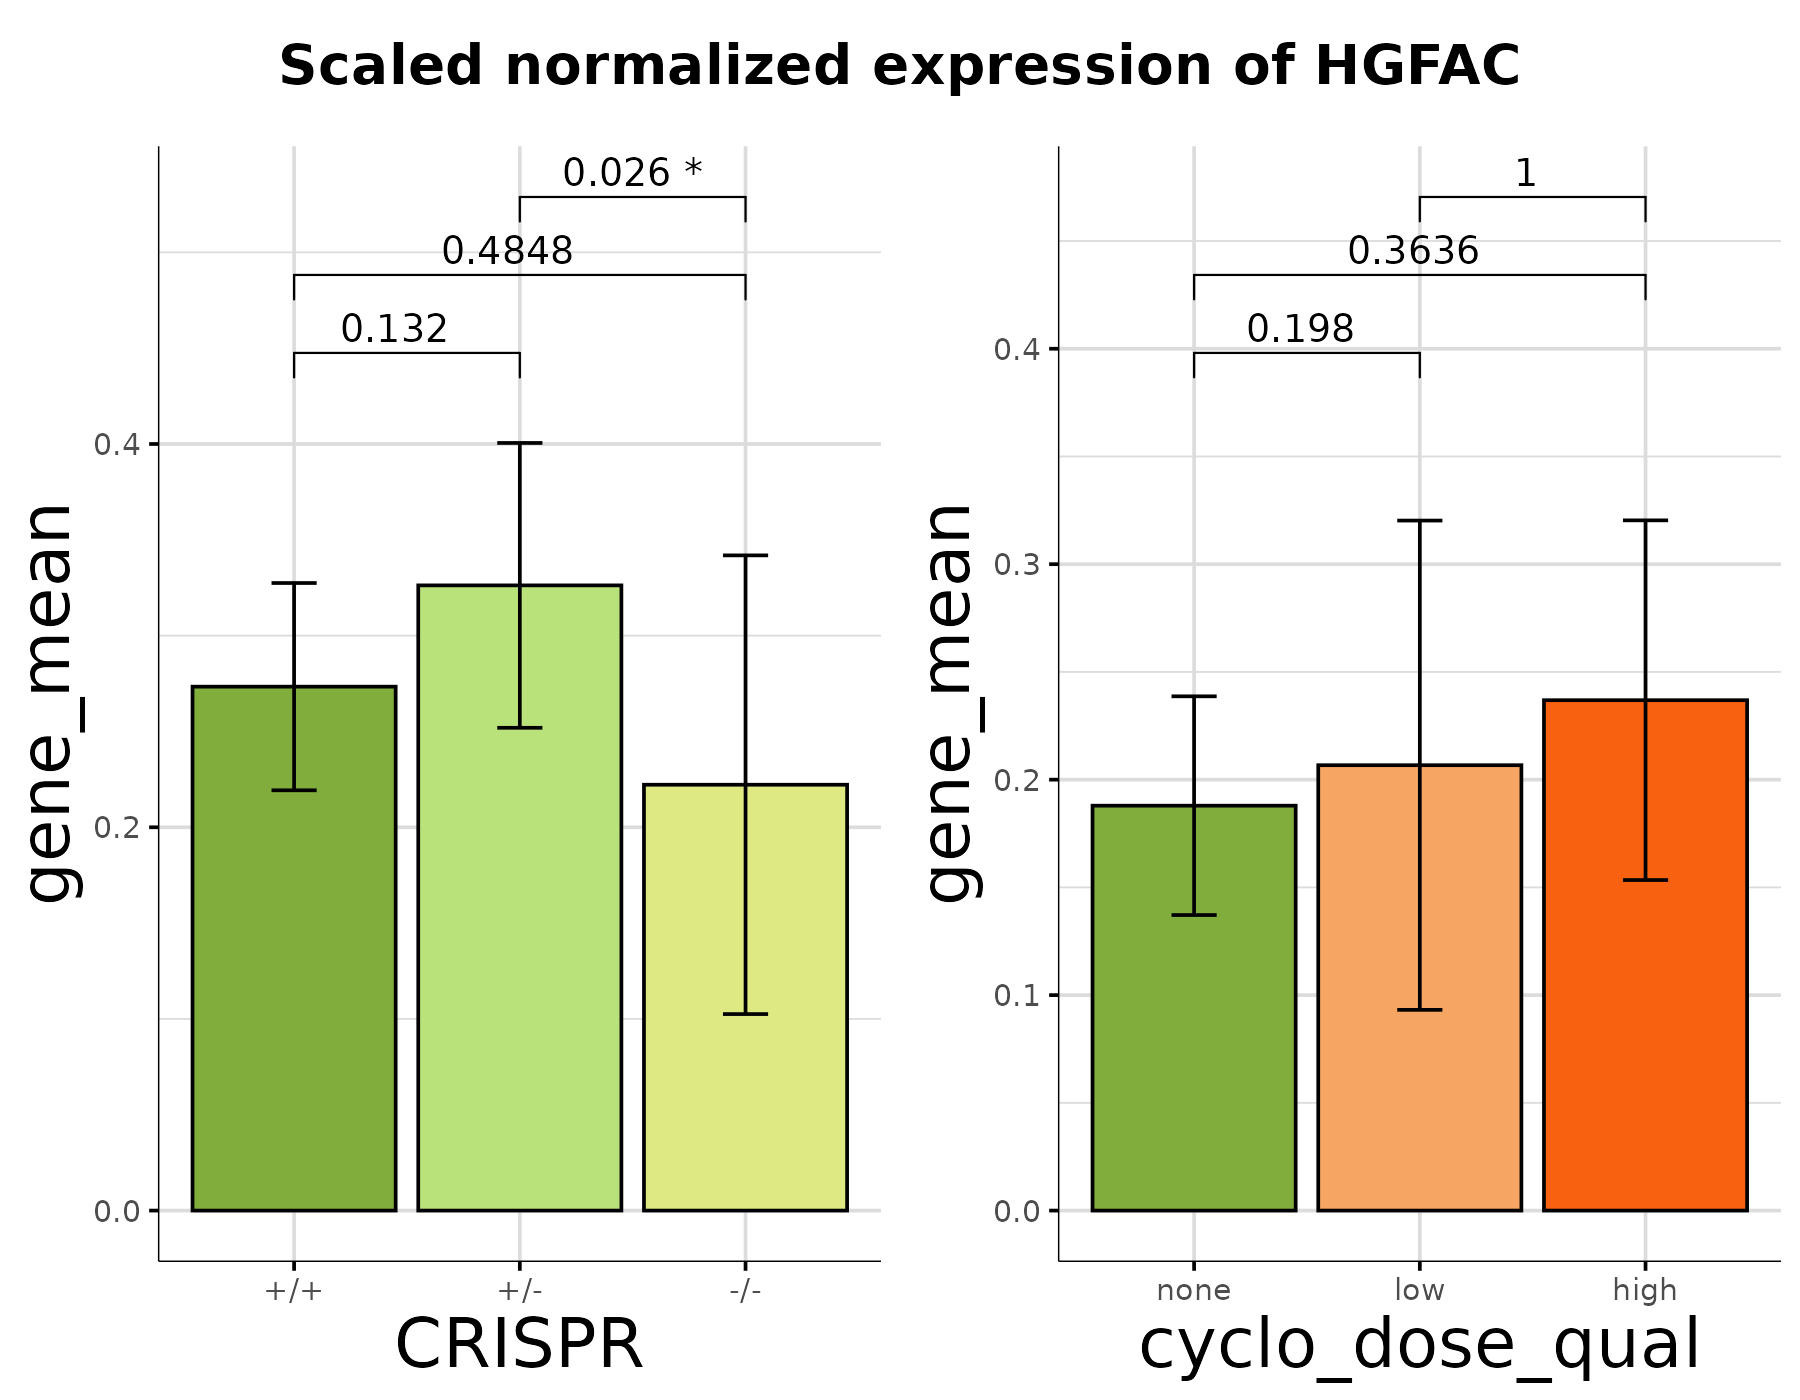 Scaled normalized expression of HGFAC
0.026 *
0.4848
0.132
0.4
0.2
0.0
gene_mean
+/+ +/- -/-
CRISPR
1
0.3636
0.198
0.4
0.3
0.2
0.1
0.0
gene_mean
none low high
cyclo_dose_qual